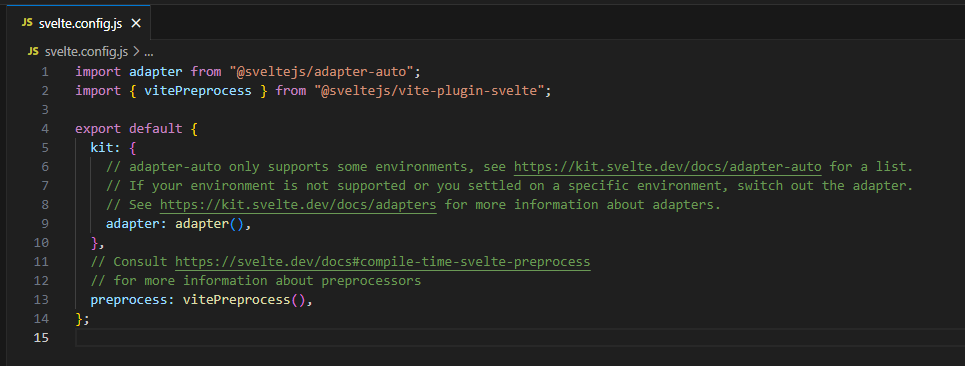 JS svelte.config.js ×
JS svelte.config.js > ...
1 import adapter from "@sveltejs/adapter-auto";
2 import { vitePreprocess } from "@sveltejs/vite-plugin-svelte";
3
4 export default {
5 kit: {
6 // adapter-auto only supports some environments, see https://kit.svelte.dev/docs/adapter-auto for a list.
7 // If your environment is not supported or you settled on a specific environment, switch out the adapter.
8 // See https://kit.svelte.dev/docs/adapters for more information about adapters.
9 adapter: adapter(),
10 },
11 // Consult https://svelte.dev/docs#compile-time-svelte-preprocess
12 // for more information about preprocessors
13 preprocess: vitePreprocess(),
14 };
15